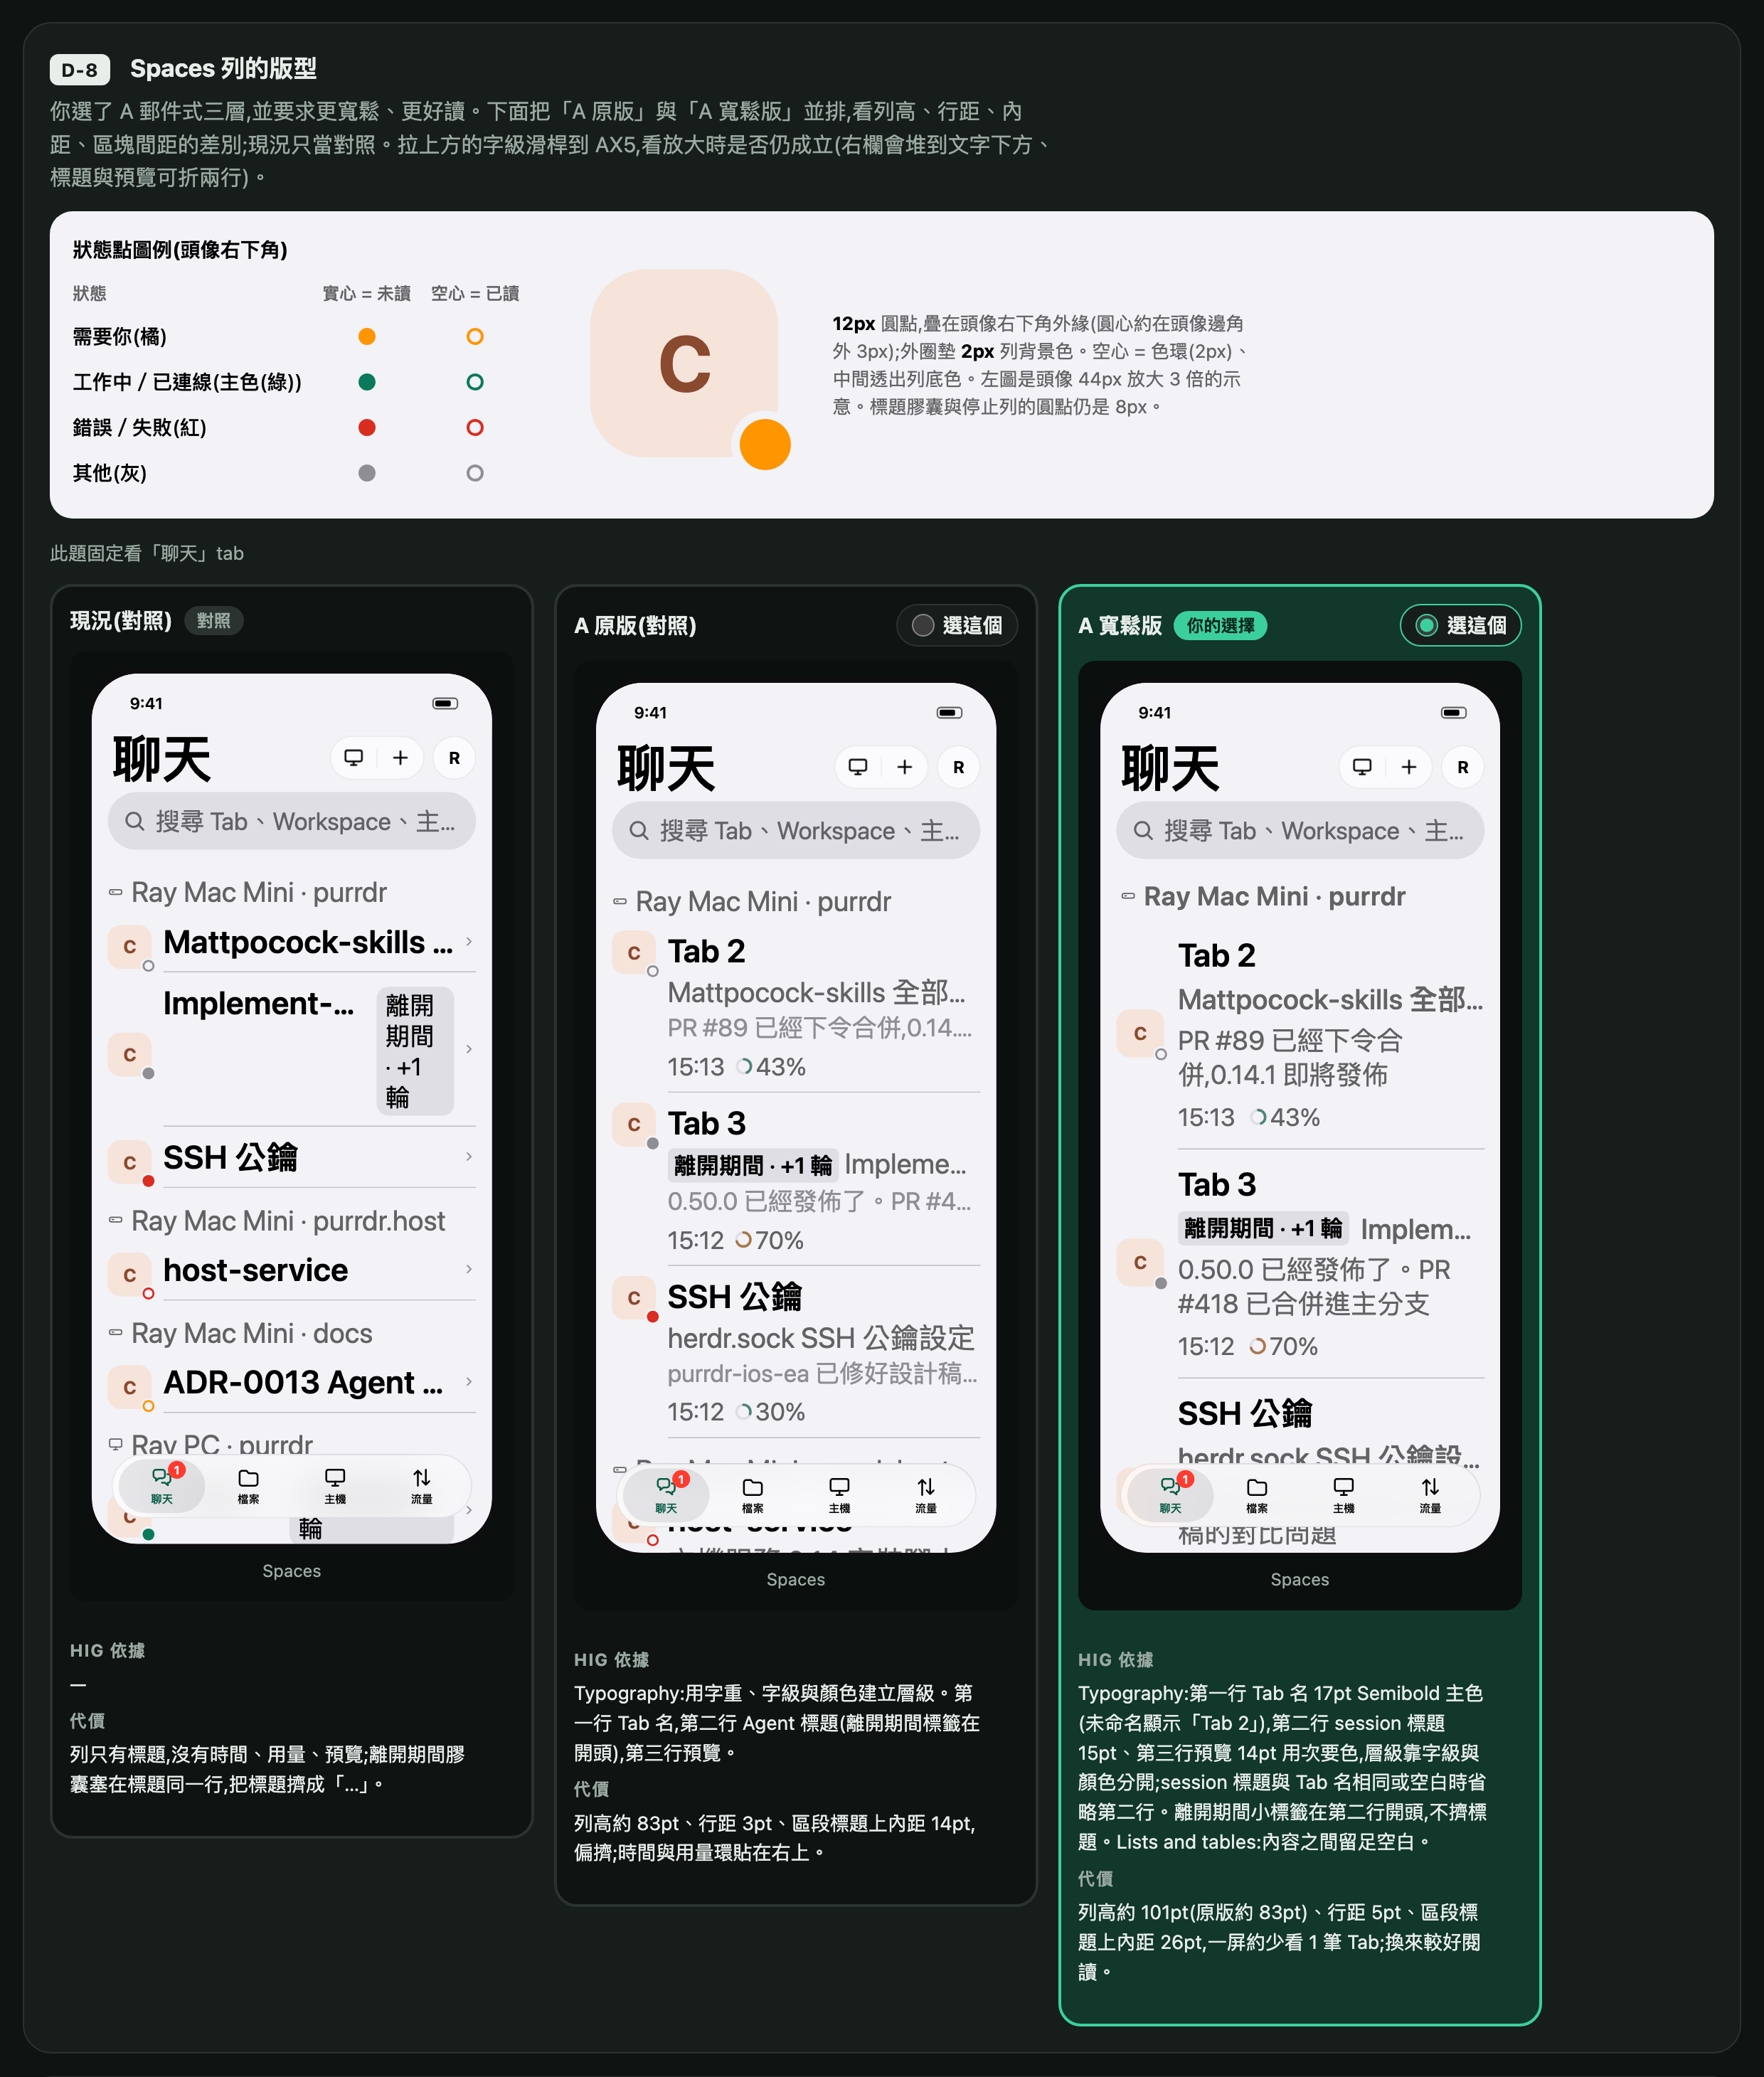 D-8 Spaces 列的版型
你選了 A 郵件式三層,並要求更寬鬆、更好讀。下面把「A 原版」與「A 寬鬆版」並排,看列高、行距、內
距、區塊間距的差別;現況只當對照。拉上方的字級滑桿到 AX5,看放大時是否仍成立(右欄會堆到文字下方、
標題與預覽可折兩行)。
狀態點圖例(頭像右下角)
狀態 實心 = 未讀 空心 = 已讀
需要你(橘)
工作中 / 已連線(主色(綠))
錯誤 / 失敗(紅)
其他(灰)
C
12px 圓點,疊在頭像右下角外緣(圓心約在頭像邊角
外 3px);外圈墊 2px 列背景色。空心 = 色環(2px)、
中間透出列底色。左圖是頭像 44px 放大 3 倍的示
意。標題膠囊與停止列的圓點仍是 8px。
此題固定看「聊天」tab
現況(對照) 對照
9:41
聊天
R
搜尋 Tab、Workspace、主...
Ray Mac Mini · purrdr
C
Mattpocock-skills ...
C
Implement-...
離開
期間
· +1
輪
C
SSH 公鑰
Ray Mac Mini · purrdr.host
C
host-service
Ray Mac Mini · docs
C
ADR-0013 Agent ...
Ray PC · purrdr
1
聊天 檔案 主機 流量
C
輪
Spaces
HIG 依據
—
代價
列只有標題,沒有時間、用量、預覽;離開期間膠
囊塞在標題同一行,把標題擠成「...」。
A 原版(對照) 選這個
9:41
聊天
R
搜尋 Tab、Workspace、主...
Ray Mac Mini · purrdr
C
Tab 2
Mattpocock-skills 全部...
PR #89 已經下令合併,0.14....
15:13 43%
C
Tab 3
離開期間 · +1 輪 Impleme...
0.50.0 已經發佈了。PR #4...
15:12 70%
C
SSH 公鑰
herdr.sock SSH 公鑰設定
purrdr-ios-ea 已修好設計稿...
15:12 30%
1
聊天 檔案 主機 流量
host-service
Spaces
HIG 依據
Typography:用字重、字級與顏色建立層級。第
一行 Tab 名,第二行 Agent 標題(離開期間標籤在
開頭),第三行預覽。
代價
列高約 83pt、行距 3pt、區段標題上內距 14pt,
偏擠;時間與用量環貼在右上。
A 寬鬆版 你的選擇 選這個
9:41
聊天
R
搜尋 Tab、Workspace、主...
Ray Mac Mini · purrdr
C
Tab 2
Mattpocock-skills 全部...
PR #89 已經下令合
併,0.14.1 即將發佈
15:13 43%
C
Tab 3
離開期間 · +1 輪 Implem...
0.50.0 已經發佈了。PR
#418 已合併進主分支
15:12 70%
SSH 公鑰
herdr.sock SSH 公鑰設...
1
聊天 檔案 主機 流量
稿的對比問題
Spaces
HIG 依據
Typography:第一行 Tab 名 17pt Semibold 主色
(未命名顯示「Tab 2」),第二行 session 標題
15pt、第三行預覽 14pt 用次要色,層級靠字級與
顏色分開;session 標題與 Tab 名相同或空白時省
略第二行。離開期間小標籤在第二行開頭,不擠標
題。Lists and tables:內容之間留足空白。
代價
列高約 101pt(原版約 83pt)、行距 5pt、區段標
題上內距 26pt,一屏約少看 1 筆 Tab;換來較好閱
讀。